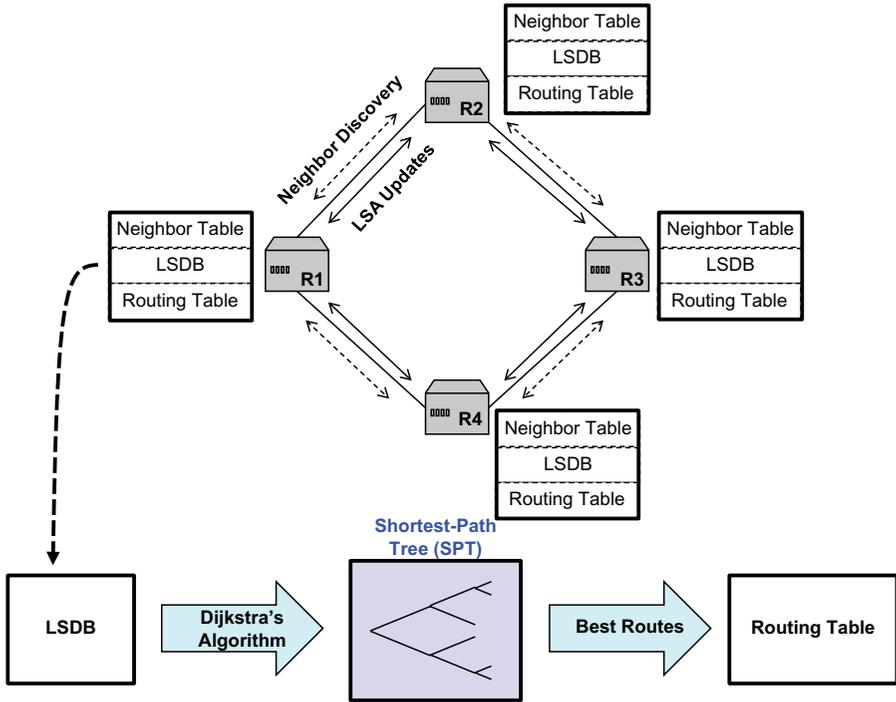 Neighbor Table
LSDB
Routing Table
R2
Neighbor Discovery
LSA Updates
Neighbor Table
LSDB
Routing Table
R1
R3
Neighbor Table
LSDB
Routing Table
R4
Neighbor Table
LSDB
Routing Table
Shortest-Path
Tree (SPT)
LSDB
Dijkstra's
Algorithm
Best Routes
Routing Table